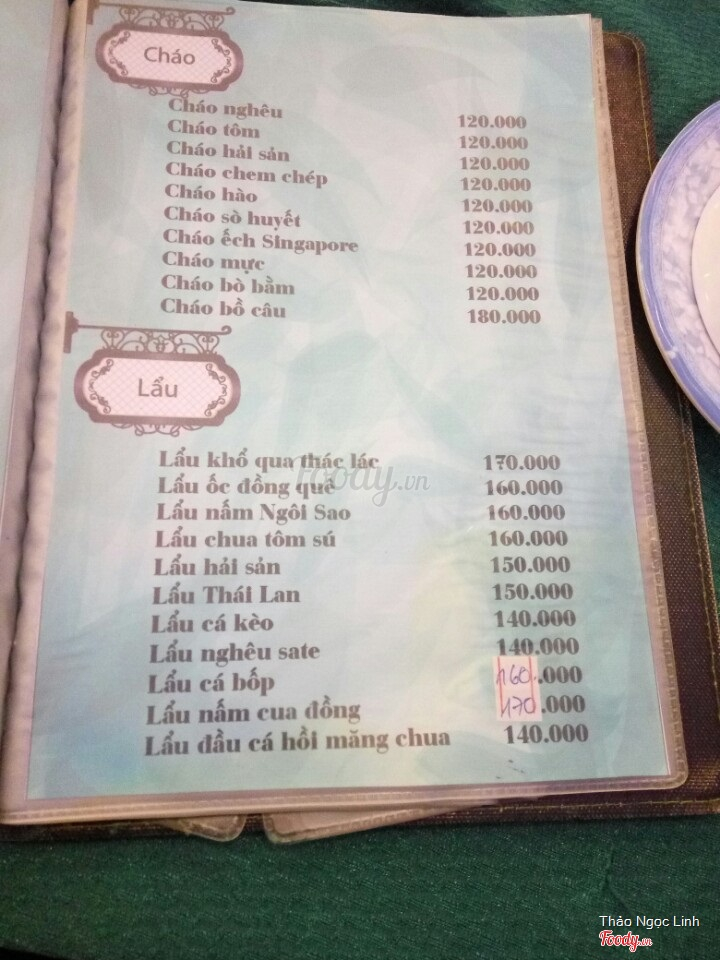 Cháo
Cháo nghêu 120.000
Cháo tôm 120.000
Cháo hải sản 120.000
Cháo chem chép 120.000
Cháo hào 120.000
Cháo sò huyết 120.000
Cháo ếch Singapore 120.000
Cháo mực 120.000
Cháo bò bằm 120.000
Cháo bồ câu 180.000
Lẩu
Lẩu khổ qua thác lác 170.000
Lẩu ốc đồng quê 160.000
Lẩu nấm Ngôi Sao 160.000
Lẩu chua tôm sú 160.000
Lẩu hải sản 150.000
Lẩu Thái Lan 150.000
Lẩu cá kèo 140.000
Lẩu nghêu sate 140.000
Lẩu cá bốp 160.000
Lẩu nấm cua đồng 170.000
Lẩu đầu cá hồi măng chua 140.000
Foody.vn
Thảo Ngọc Linh
Foody.vn